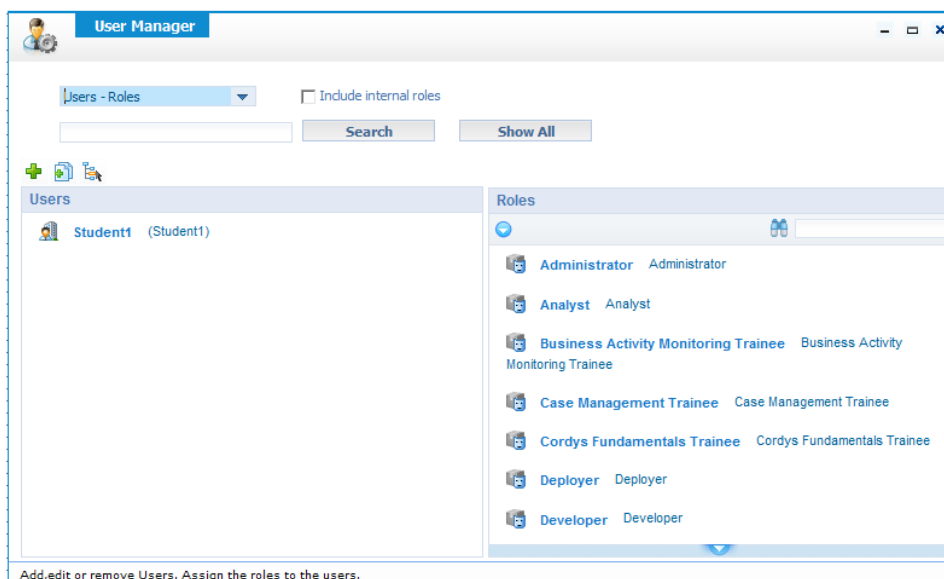 User Manager
Users - Roles
Include internal roles
Search
Show All
Users
Roles
Student1 (Student1)
Administrator Administrator
Analyst Analyst
Business Activity Monitoring Trainee Business Activity
Monitoring Trainee
Case Management Trainee Case Management Trainee
Cordys Fundamentals Trainee Cordys Fundamentals Trainee
Deployer Deployer
Developer Developer
Add,edit or remove Users. Assign the roles to the users.